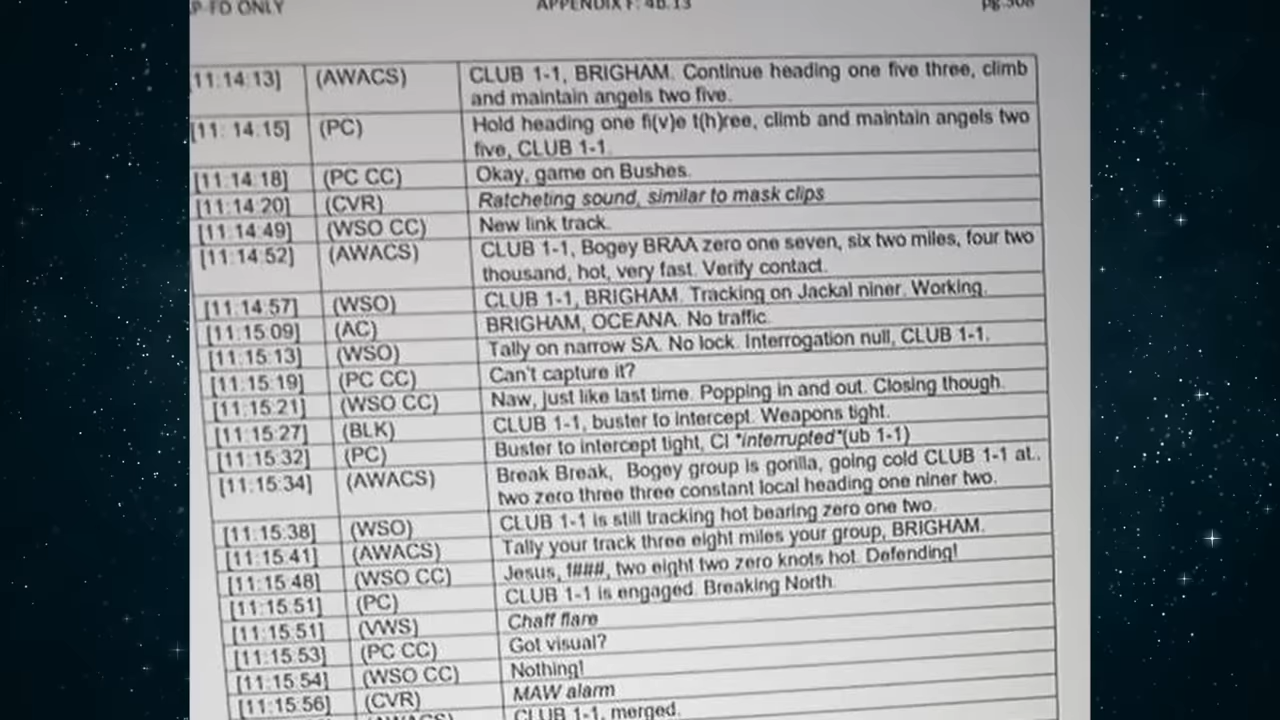 P-FD ONLY APPENDIX F: 4B.13 pg.308
[11:14:13] (AWACS) CLUB 1-1, BRIGHAM. Continue heading one five three, climb
and maintain angels two five.
[11: 14:15] (PC) Hold heading one fi(v)e t(h)ree, climb and maintain angels two
five, CLUB 1-1.
[11:14:18] (PC CC) Okay, game on Bushes.
[11:14:20] (CVR) Ratcheting sound, similar to mask clips
[11:14:49] (WSO CC) New link track.
[11:14:52] (AWACS) CLUB 1-1, Bogey BRAA zero one seven, six two miles, four two
thousand, hot, very fast. Verify contact.
[11:14:57] (WSO) CLUB 1-1, BRIGHAM. Tracking on Jackal niner. Working.
[11:15:09] (AC) BRIGHAM, OCEANA. No traffic.
[11:15:13] (WSO) Tally on narrow SA. No lock. Interrogation null, CLUB 1-1.
[11:15:19] (PC CC) Can't capture it?
[11:15:21] (WSO CC) Naw, just like last time. Popping in and out. Closing though.
[11:15:27] (BLK) CLUB 1-1, buster to intercept. Weapons tight.
[11:15:32] (PC) Buster to intercept tight, Cl *interrupted*(ub 1-1)
[11:15:34] (AWACS) Break Break, Bogey group is gorilla, going cold CLUB 1-1 at..
two zero three three constant local heading one niner two.
[11:15:38] (WSO) CLUB 1-1 is still tracking hot bearing zero one two.
[11:15:41] (AWACS) Tally your track three eight miles your group, BRIGHAM.
[11:15:48] (WSO CC) Jesus, f###, two eight two zero knots hot. Defending!
[11:15:51] (PC) CLUB 1-1 is engaged. Breaking North.
[11:15:51] (VWS) Chaff flare
[11:15:53] (PC CC) Got visual?
[11:15:54] (WSO CC) Nothing!
[11:15:56] (CVR) MAW alarm
(AWACS) CLUB 1-1, merged.